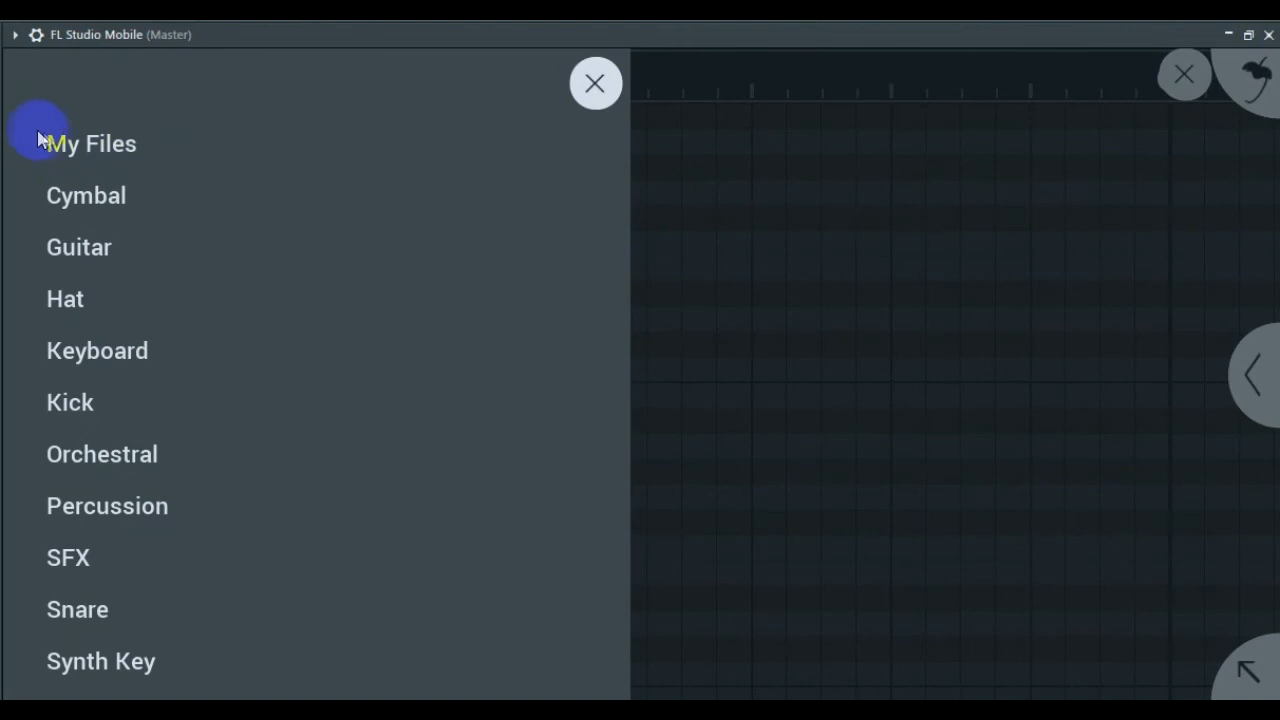 FL Studio Mobile (Master)
My Files
Cymbal
Guitar
Hat
Keyboard
Kick
Orchestral
Percussion
SFX
Snare
Synth Key